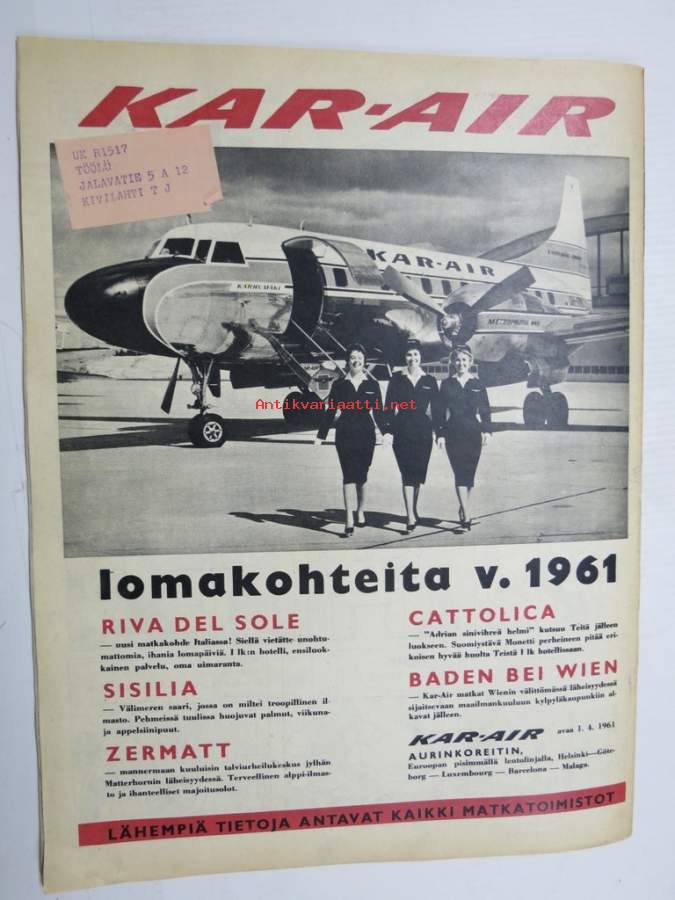 KAR-AIR
UK R1517
TÖÖLÖ
JALAVATIE 5 A 12
KIVILAHTI T J
KAR-AIR
KARHUMÄKI
METROPOLITAN 440
Antikvariaatti.net
lomakohteita v. 1961
RIVA DEL SOLE
— uusi matkakohde Italiassa! Siellä vietätte unohtu-
mattomia, ihania lomapäiviä. I lk:n hotelli, ensiluok-
kainen palvelu, oma uimaranta.
SISILIA
— Välimeren saari, jossa on miltei troopillinen il-
masto. Pehmeissä tuulissa huojuvat palmut, viikuna-
ja appelsiinipuut.
ZERMATT
— mannermaan kuuluisin talviurheilukeskus jylhän
Matterhornin läheisyydessä. Terveellinen alppi-ilmas-
to ja ihanteelliset majoitusolot.
CATTOLICA
— "Adrian sinivihreä helmi" kutsuu Teitä jälleen
luokseen. Suomiystävä Monetti perheineen pitää eri-
koisen hyvää huolta Teistä I lk hotellissaan.
BADEN BEI WIEN
— Kar-Air matkat Wienin välittömässä läheisyydessä
sijaitsevaan maailmankuuluun kylpyläkaupunkiin al-
kavat jälleen.
KAR-AIR avaa 1. 4. 1961
AURINKOREITIN,
Euroopan pisimmällä lentolinjalla, Helsinki—Göte-
borg — Luxembourg — Barcelona — Malaga.
LÄHEMPIÄ TIETOJA ANTAVAT KAIKKI MATKATOIMISTOT